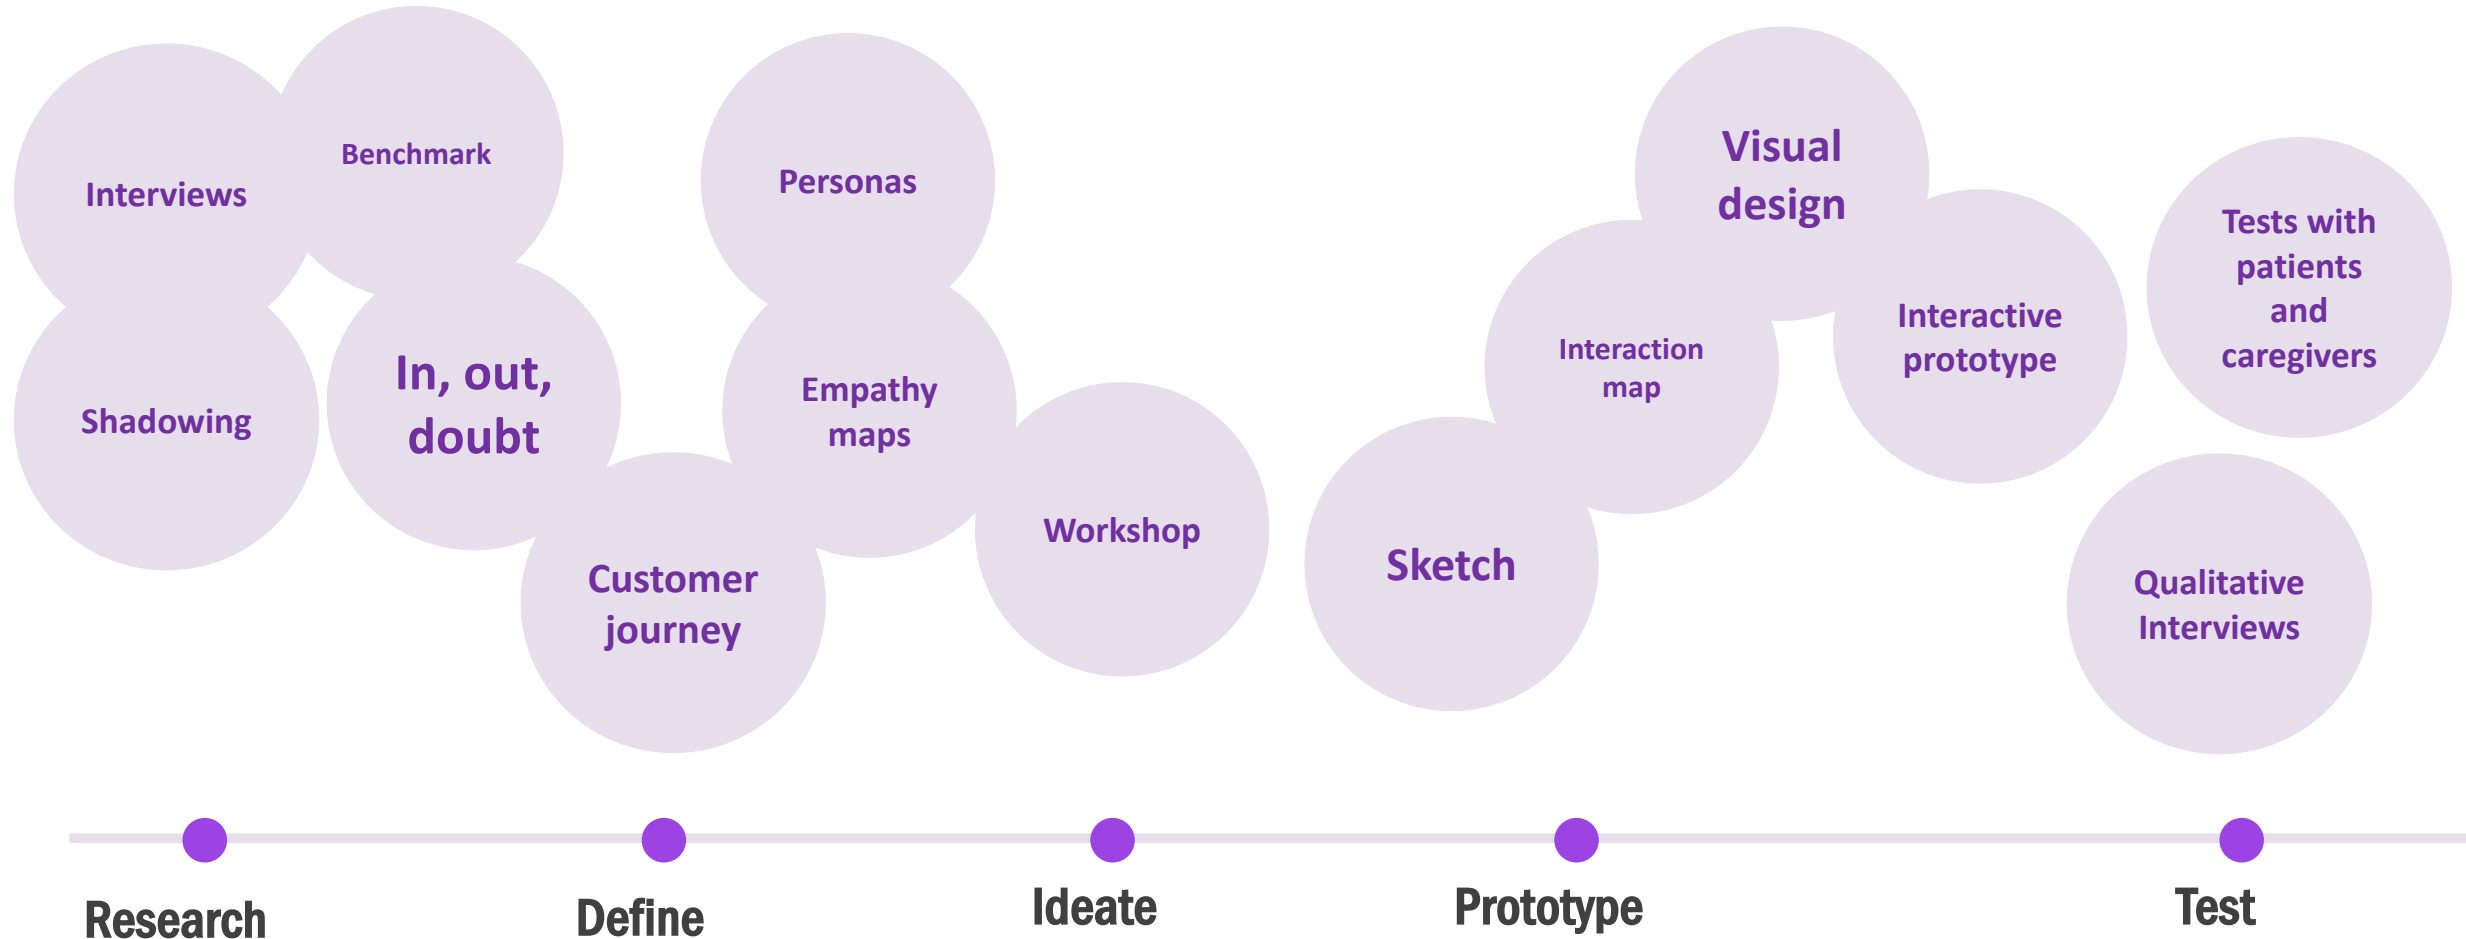 Interviews
Benchmark
Shadowing
In, out,
doubt
Customer
journey
Personas
Empathy
maps
Workshop
Sketch
Interaction
map
Visual
design
Interactive
prototype
Tests with
patients
and
caregivers
Qualitative
Interviews
Research
Define
Ideate
Prototype
Test